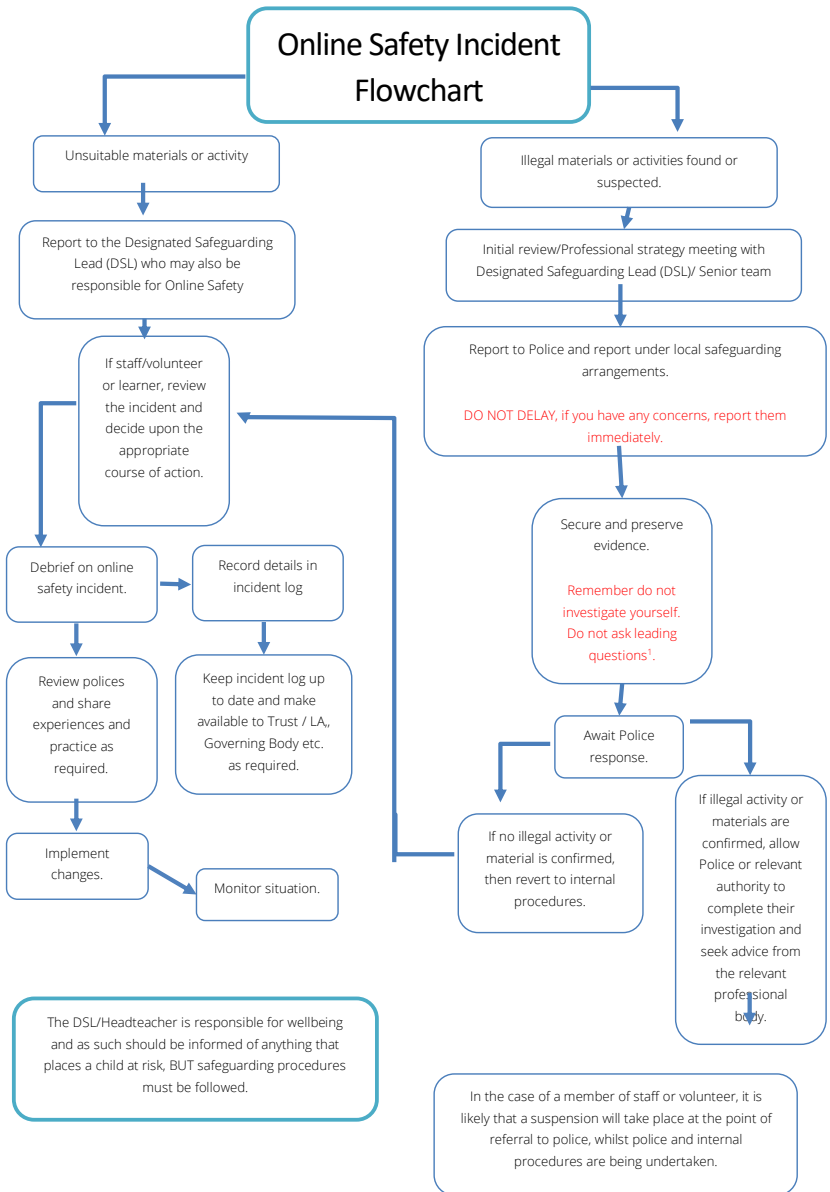 Online Safety Incident
Flowchart
Unsuitable materials or activity
Report to the Designated Safeguarding
Lead (DSL) who may also be
responsible for Online Safety
If staff/volunteer
or learner, review
the incident and
decide upon the
appropriate
course of action.
Debrief on online
safety incident.
Record details in
incident log
Review polices
and share
experiences and
practice as
required.
Keep incident log up
to date and make
available to Trust / LA,,
Governing Body etc.
as required.
Implement
changes.
Monitor situation.
Illegal materials or activities found or
suspected.
Initial review/Professional strategy meeting with
Designated Safeguarding Lead (DSL)/ Senior team
Report to Police and report under local safeguarding
arrangements.
DO NOT DELAY, if you have any concerns, report them
immediately.
Secure and preserve
evidence.
Remember do not
investigate yourself.
Do not ask leading
questions¹.
Await Police
response.
If no illegal activity or
material is confirmed,
then revert to internal
procedures.
If illegal activity or
materials are
confirmed, allow
Police or relevant
authority to
complete their
investigation and
seek advice from
the relevant
professional
body.
The DSL/Headteacher is responsible for wellbeing
and as such should be informed of anything that
places a child at risk, BUT safeguarding procedures
must be followed.
In the case of a member of staff or volunteer, it is
likely that a suspension will take place at the point of
referral to police, whilst police and internal
procedures are being undertaken.